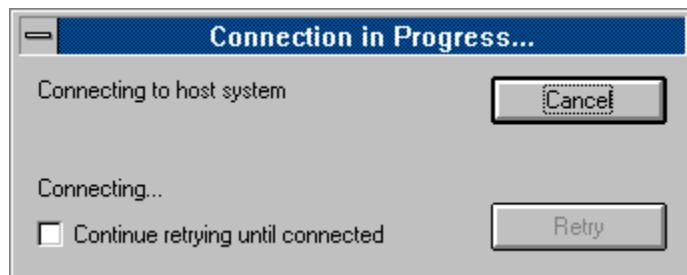 Connection in Progress...
Connecting to host system
Cancel
Connecting...
Continue retrying until connected
Retry